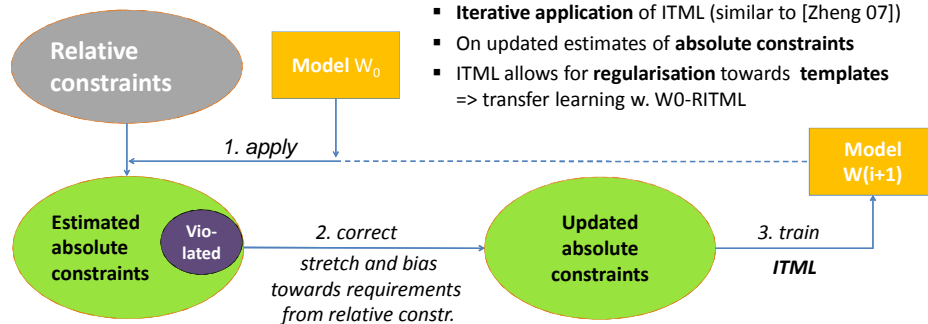 ▪ Iterative application of ITML (similar to [Zheng 07])
▪ On updated estimates of absolute constraints
▪ ITML allows for regularisation towards templates
=> transfer learning w. W0-RITML
Relative
constraints
Model W₀
1. apply
Model
W(i+1)
Estimated
absolute
constraints
Vio-
lated
2. correct
stretch and bias
towards requirements
from relative constr.
Updated
absolute
constraints
3. train
ITML